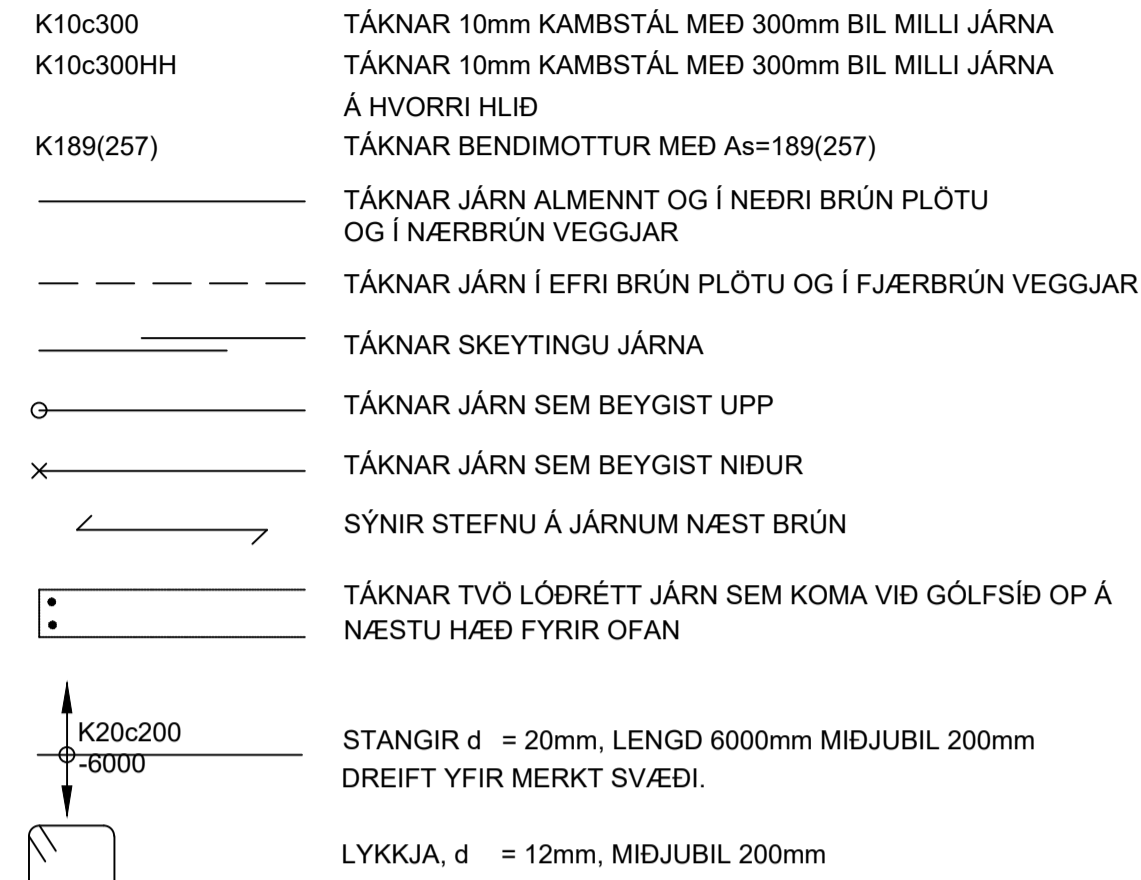 K10c300 TÁKNAR 10mm KAMBSTÁL MEÐ 300mm BIL MILLI JÁRNA
K10c300HH TÁKNAR 10mm KAMBSTÁL MEÐ 300mm BIL MILLI JÁRNA
Á HVORRI HLIÐ
K189(257) TÁKNAR BENDIMOTTUR MEÐ As=189(257)
TÁKNAR JÁRN ALMENNT OG Í NEÐRI BRÚN PLÖTU
OG Í NÆRBRÚN VEGGJAR
TÁKNAR JÁRN Í EFRI BRÚN PLÖTU OG Í FJÆRBRÚN VEGGJAR
TÁKNAR SKEYTINGU JÁRNA
TÁKNAR JÁRN SEM BEYGIST UPP
TÁKNAR JÁRN SEM BEYGIST NIÐUR
SÝNIR STEFNU Á JÁRNUM NÆST BRÚN
TÁKNAR TVÖ LÓÐRÉTT JÁRN SEM KOMA VIÐ GÓLFSÍÐ OP Á
NÆSTU HÆÐ FYRIR OFAN
K20c200
-6000
STANGIR d = 20mm, LENGD 6000mm MIÐJUBIL 200mm
DREIFT YFIR MERKT SVÆÐI.
LYKKJA, d = 12mm, MIÐJUBIL 200mm